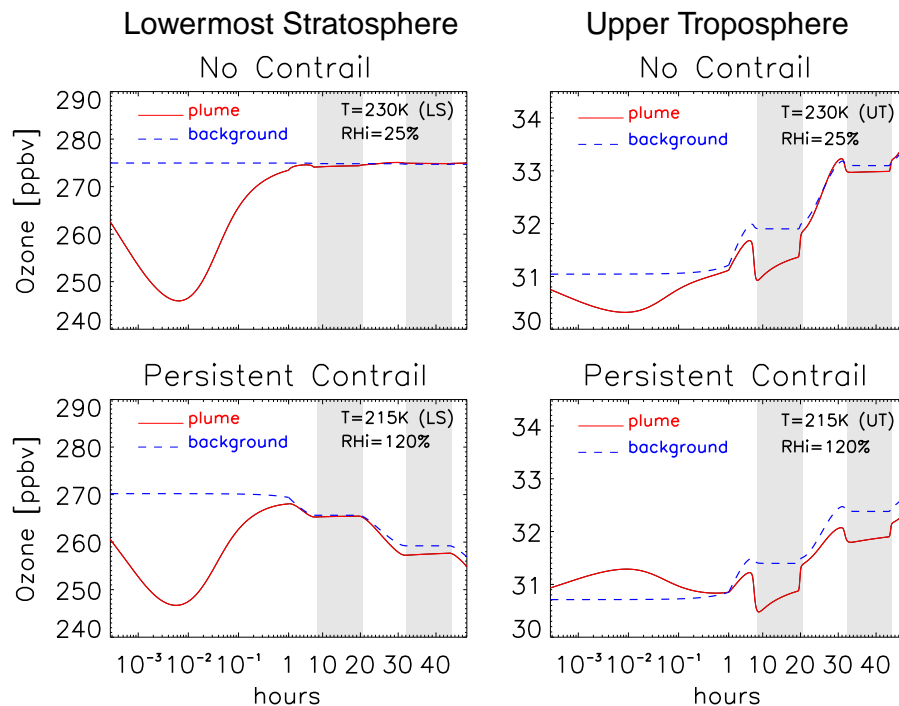 Lowermost Stratosphere
Upper Troposphere
No Contrail
No Contrail
Ozone [ppbv]
290
280
270
260
250
240
plume
background
T=230K (LS)
RHi=25%
34
33
32
31
30
plume
background
T=230K (UT)
RHi=25%
Persistent Contrail
Persistent Contrail
Ozone [ppbv]
290
280
270
260
250
240
plume
background
T=215K (LS)
RHi=120%
34
33
32
31
30
plume
background
T=215K (UT)
RHi=120%
10⁻³ 10⁻² 10⁻¹ 1 10 20 30 40
hours
10⁻³ 10⁻² 10⁻¹ 1 10 20 30 40
hours